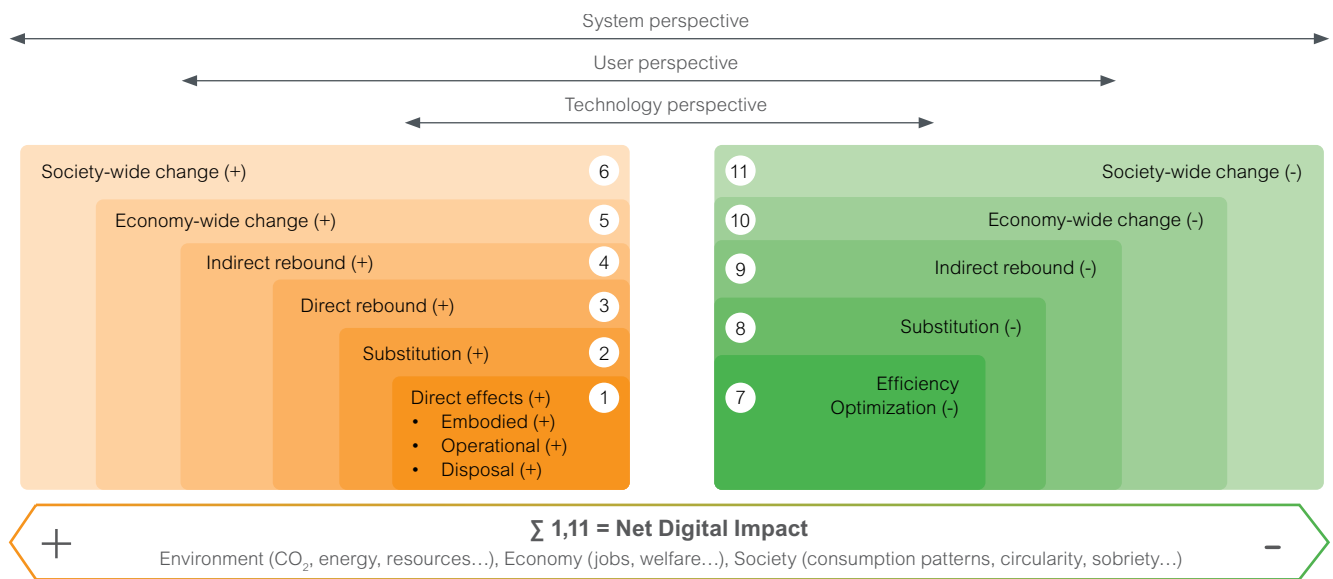 System perspective
User perspective
Technology perspective
Society-wide change (+)
6
Economy-wide change (+)
5
Indirect rebound (+)
4
Direct rebound (+)
3
Substitution (+)
2
Direct effects (+)
1
• Embodied (+)
• Operational (+)
• Disposal (+)
11
Society-wide change (-)
10
Economy-wide change (-)
9
Indirect rebound (-)
8
Substitution (-)
7
Efficiency
Optimization (-)
+
∑ 1,11 = Net Digital Impact
Environment (CO₂, energy, resources…), Economy (jobs, welfare…), Society (consumption patterns, circularity, sobriety…)
-